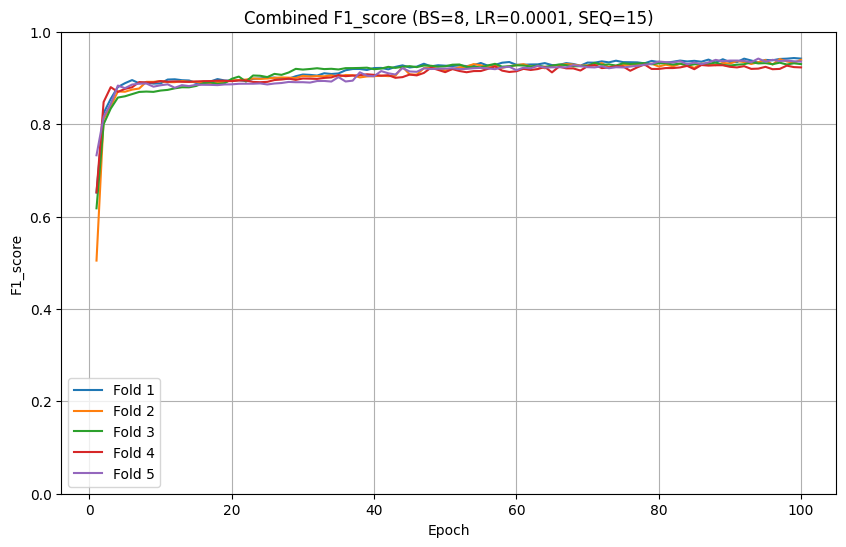 Combined F1_score (BS=8, LR=0.0001, SEQ=15)
F1_score
1.0
0.8
0.6
0.4
0.2
0.0
Fold 1
Fold 2
Fold 3
Fold 4
Fold 5
0 20 40 60 80 100
Epoch